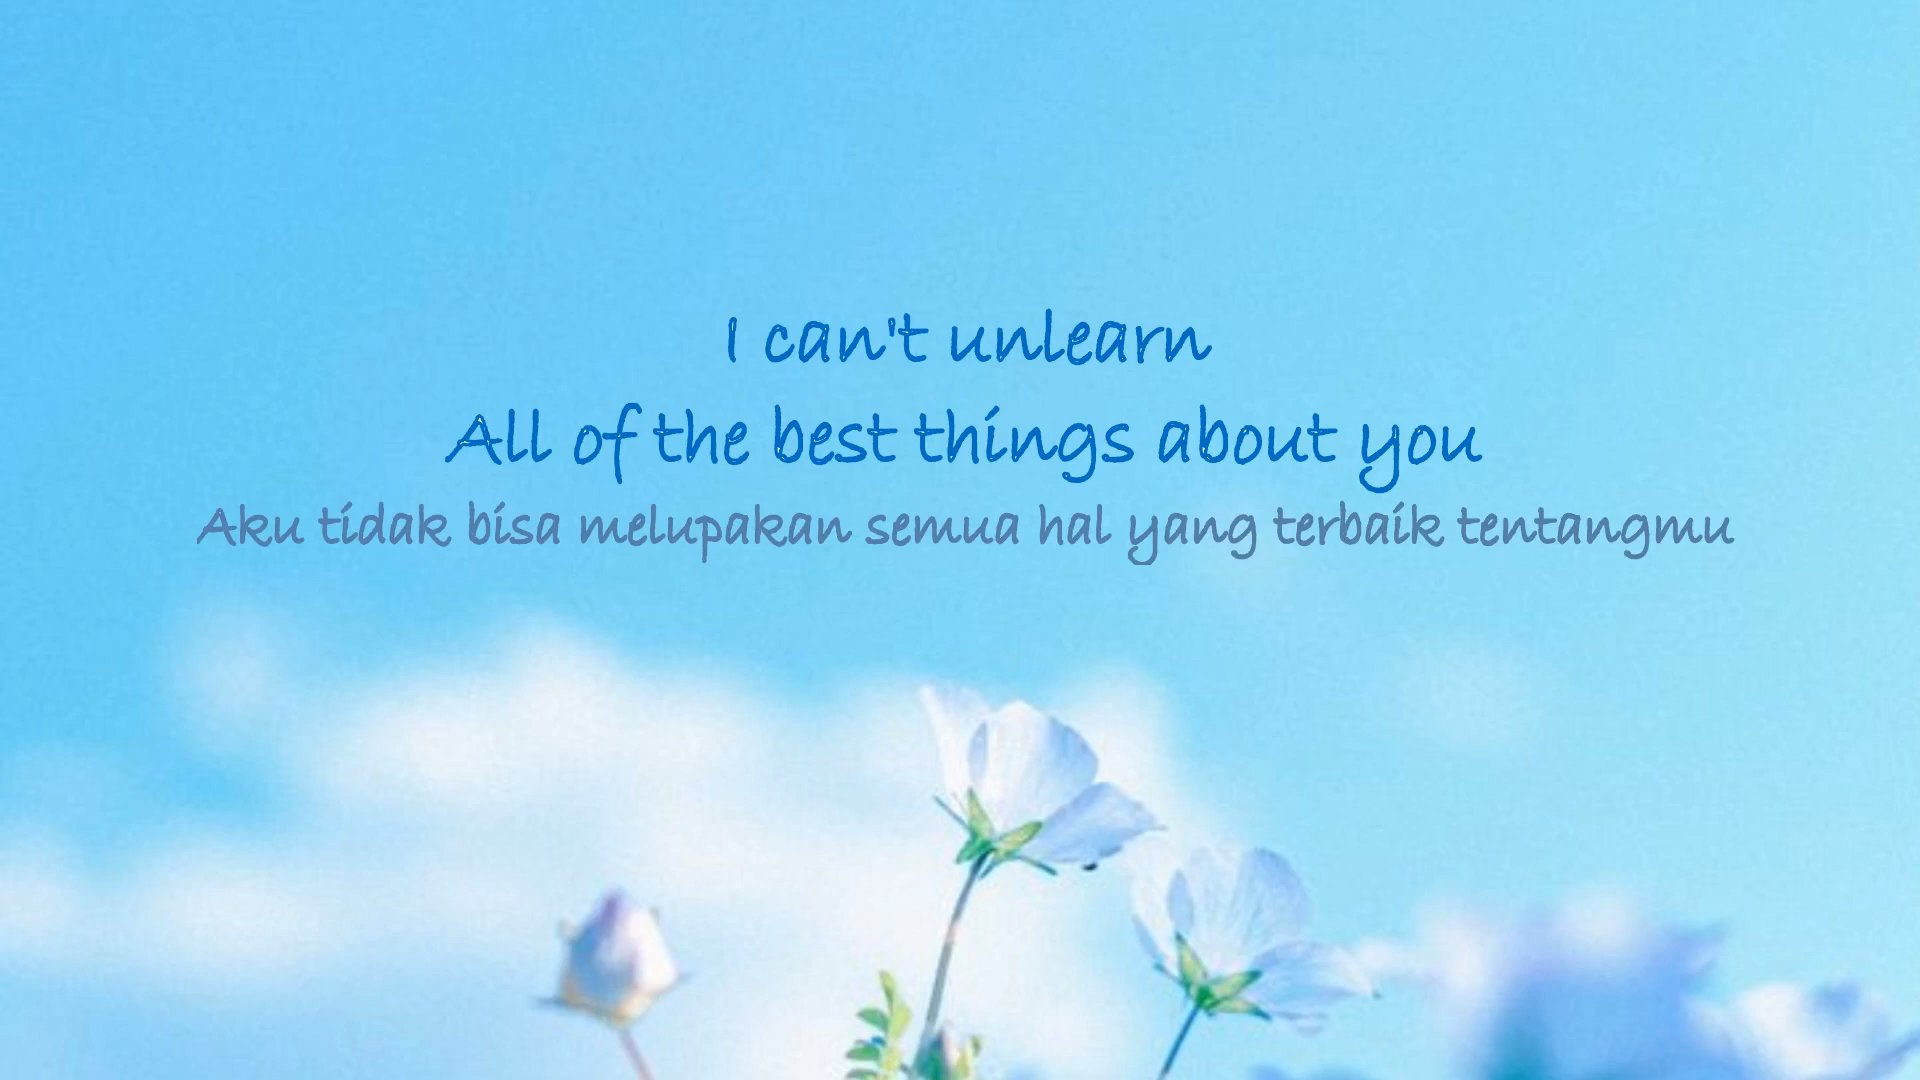 I can't unlearn
All of the best things about you
Aku tidak bisa melupakan semua hal yang terbaik tentangmu